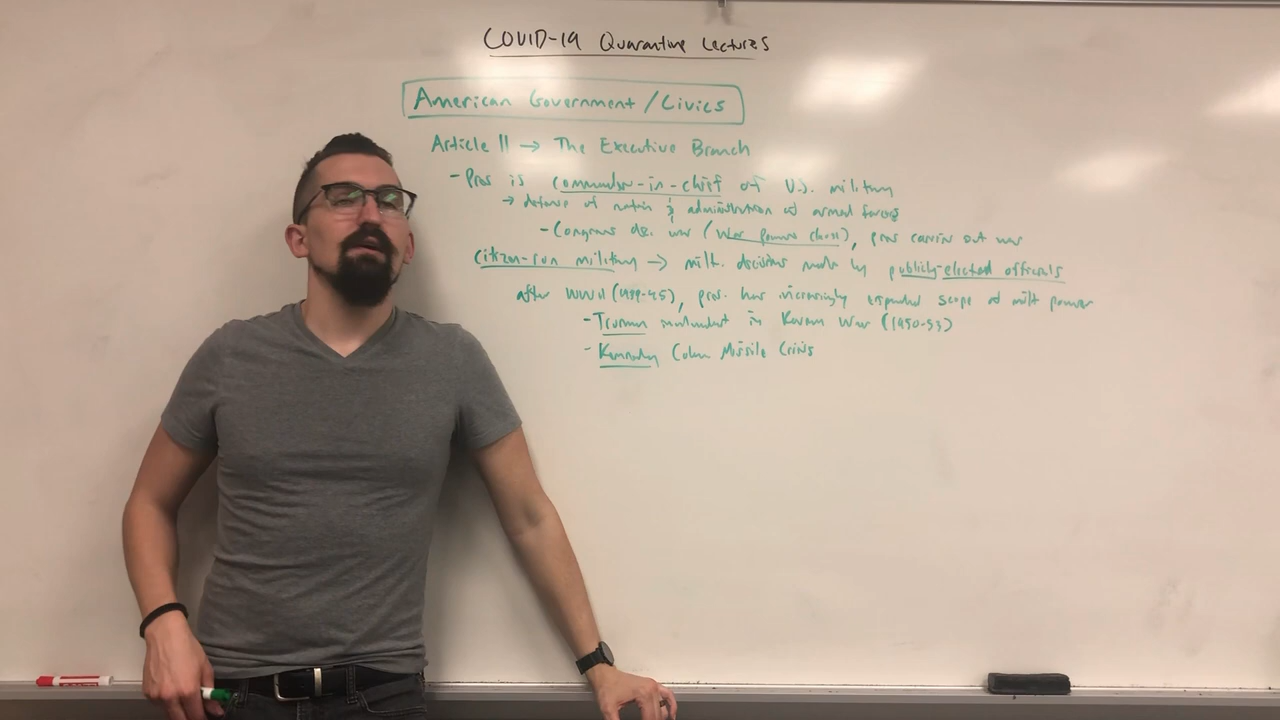 COVID-19 Quarantine Lectures
American Government/Civics
Article II → The Executive Branch
- Pres is commander-in-chief of U.S. military
→ defense of nation & administration of armed forces
- Congress dec. war (War Powers clause), pres carries out war
citizen-run military → milt. decisions made by publicly-elected officials
after WWII (1939-45), pres. has increasingly expanded scope of milt power
- Truman involvement in Korean War (1950-53)
- Kennedy Cuban Missile Crisis